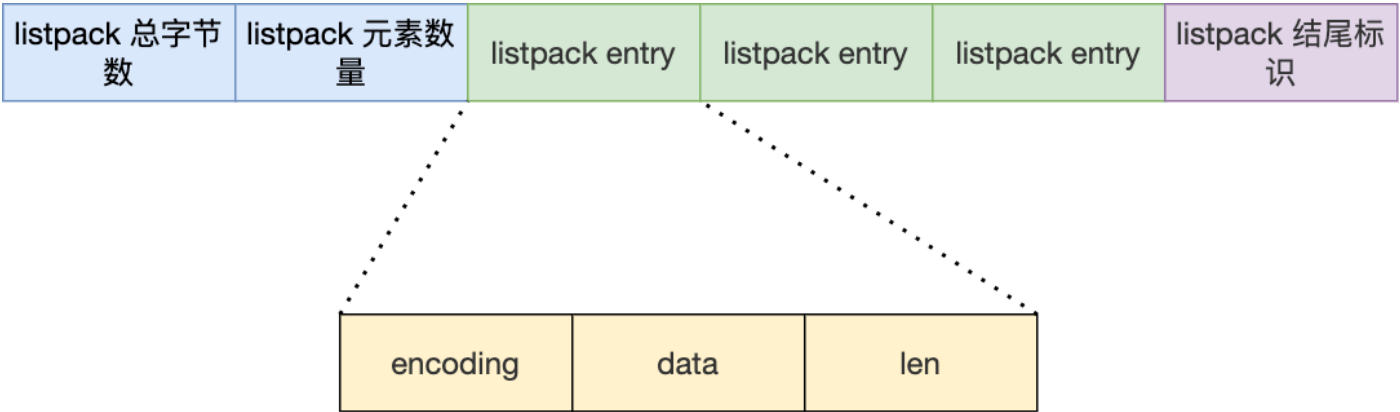 listpack 总字节
数
listpack 元素数
量
listpack entry
listpack entry
listpack entry
listpack 结尾标
识
encoding
data
len